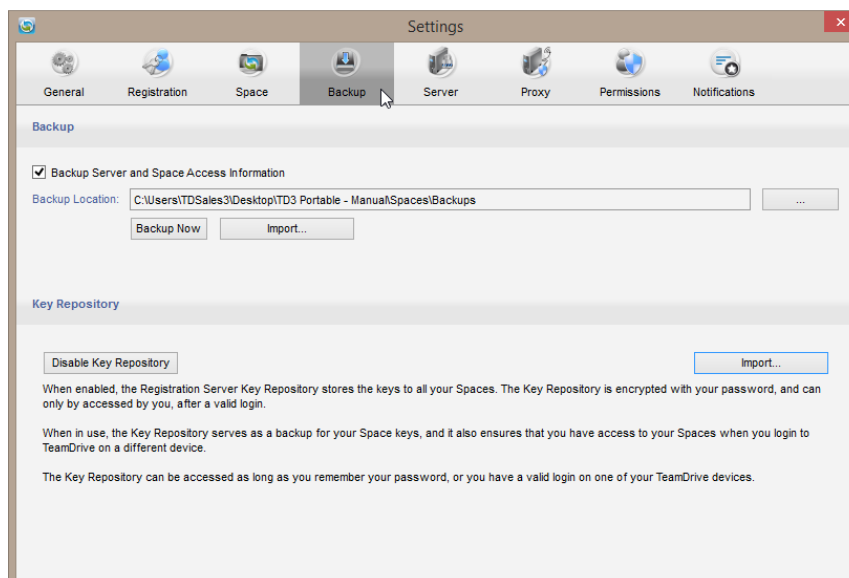 Settings
General Registration Space Backup Server Proxy Permissions Notifications
Backup
Backup Server and Space Access Information
Backup Location: C:\Users\TDSales3\Desktop\TD3 Portable - Manual\Spaces\Backups ...
Backup Now Import...
Key Repository
Disable Key Repository Import...
When enabled, the Registration Server Key Repository stores the keys to all your Spaces. The Key Repository is encrypted with your password, and can
only by accessed by you, after a valid login.
When in use, the Key Repository serves as a backup for your Space keys, and it also ensures that you have access to your Spaces when you login to
TeamDrive on a different device.
The Key Repository can be accessed as long as you remember your password, or you have a valid login on one of your TeamDrive devices.